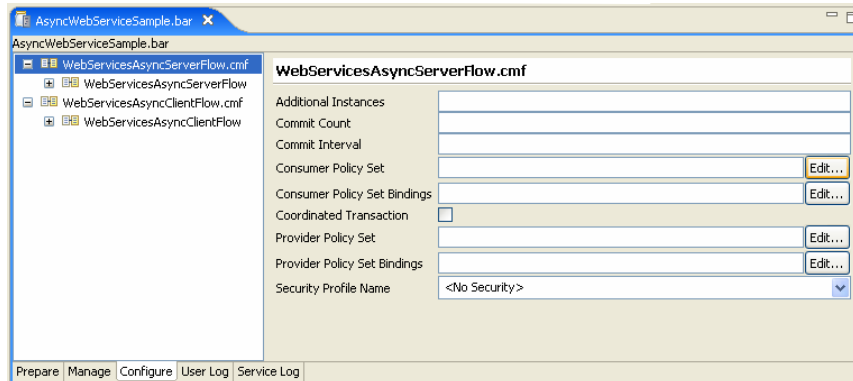 AsyncWebServiceSample.bar
AsyncWebServiceSample.bar
WebServicesAsyncServerFlow.cmf
WebServicesAsyncServerFlow
WebServicesAsyncClientFlow.cmf
WebServicesAsyncClientFlow
WebServicesAsyncServerFlow.cmf
Additional Instances
Commit Count
Commit Interval
Consumer Policy Set Edit...
Consumer Policy Set Bindings Edit...
Coordinated Transaction
Provider Policy Set Edit...
Provider Policy Set Bindings Edit...
Security Profile Name <No Security>
Prepare Manage Configure User Log Service Log